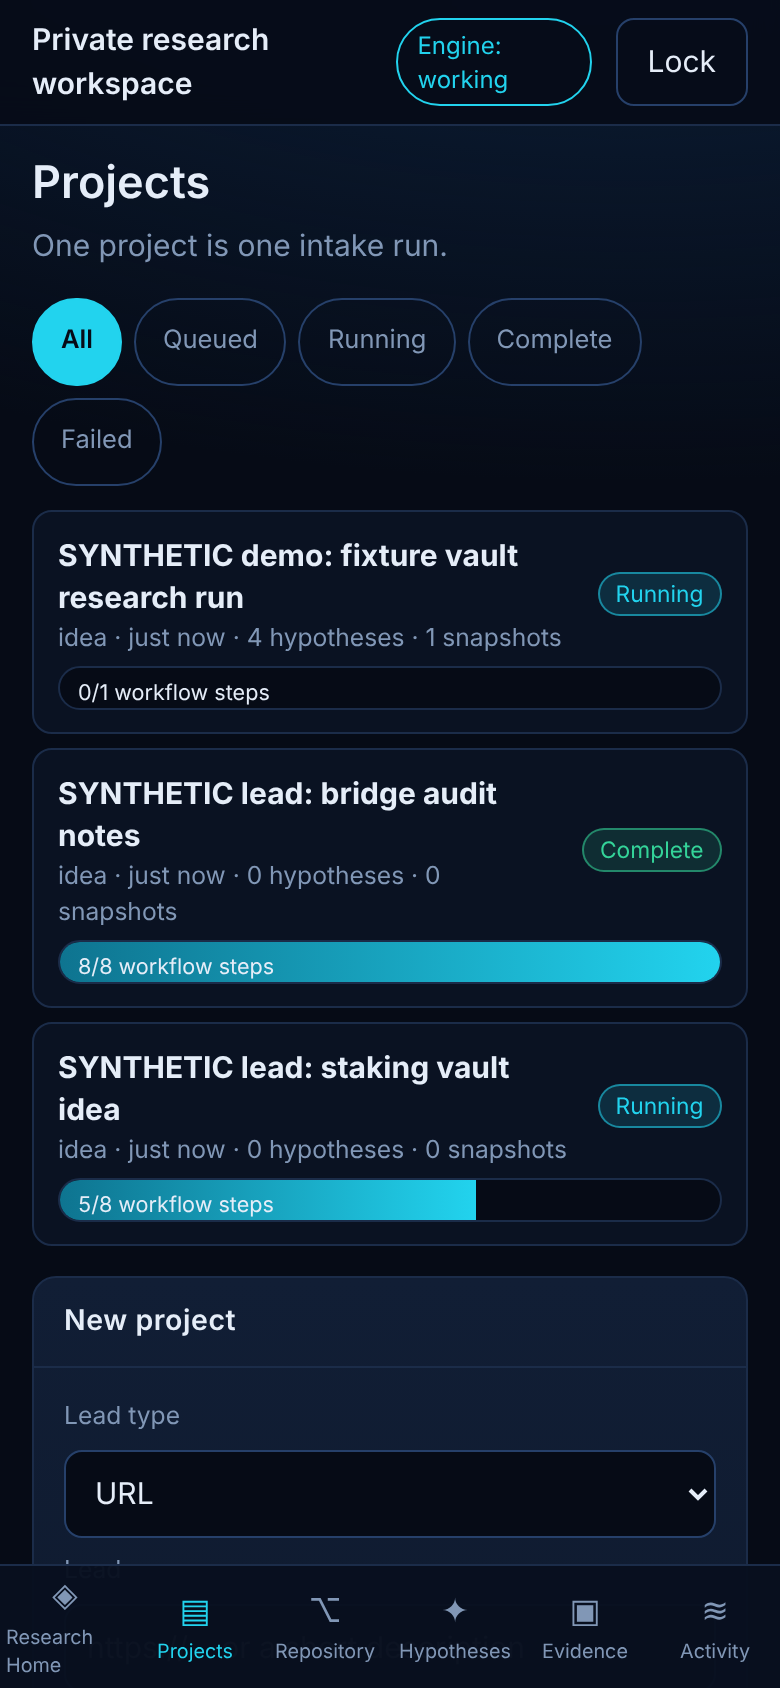 Private research
workspace
Engine:
working
Lock
Projects
One project is one intake run.
All
Queued
Running
Complete
Failed
SYNTHETIC demo: fixture vault
research run
idea · just now · 4 hypotheses · 1 snapshots
Running
0/1 workflow steps
SYNTHETIC lead: bridge audit
notes
idea · just now · 0 hypotheses · 0
snapshots
Complete
8/8 workflow steps
SYNTHETIC lead: staking vault
idea
idea · just now · 0 hypotheses · 0 snapshots
Running
5/8 workflow steps
New project
Lead type
URL
Lead
Research
Home
Projects
Repository
Hypotheses
Evidence
Activity